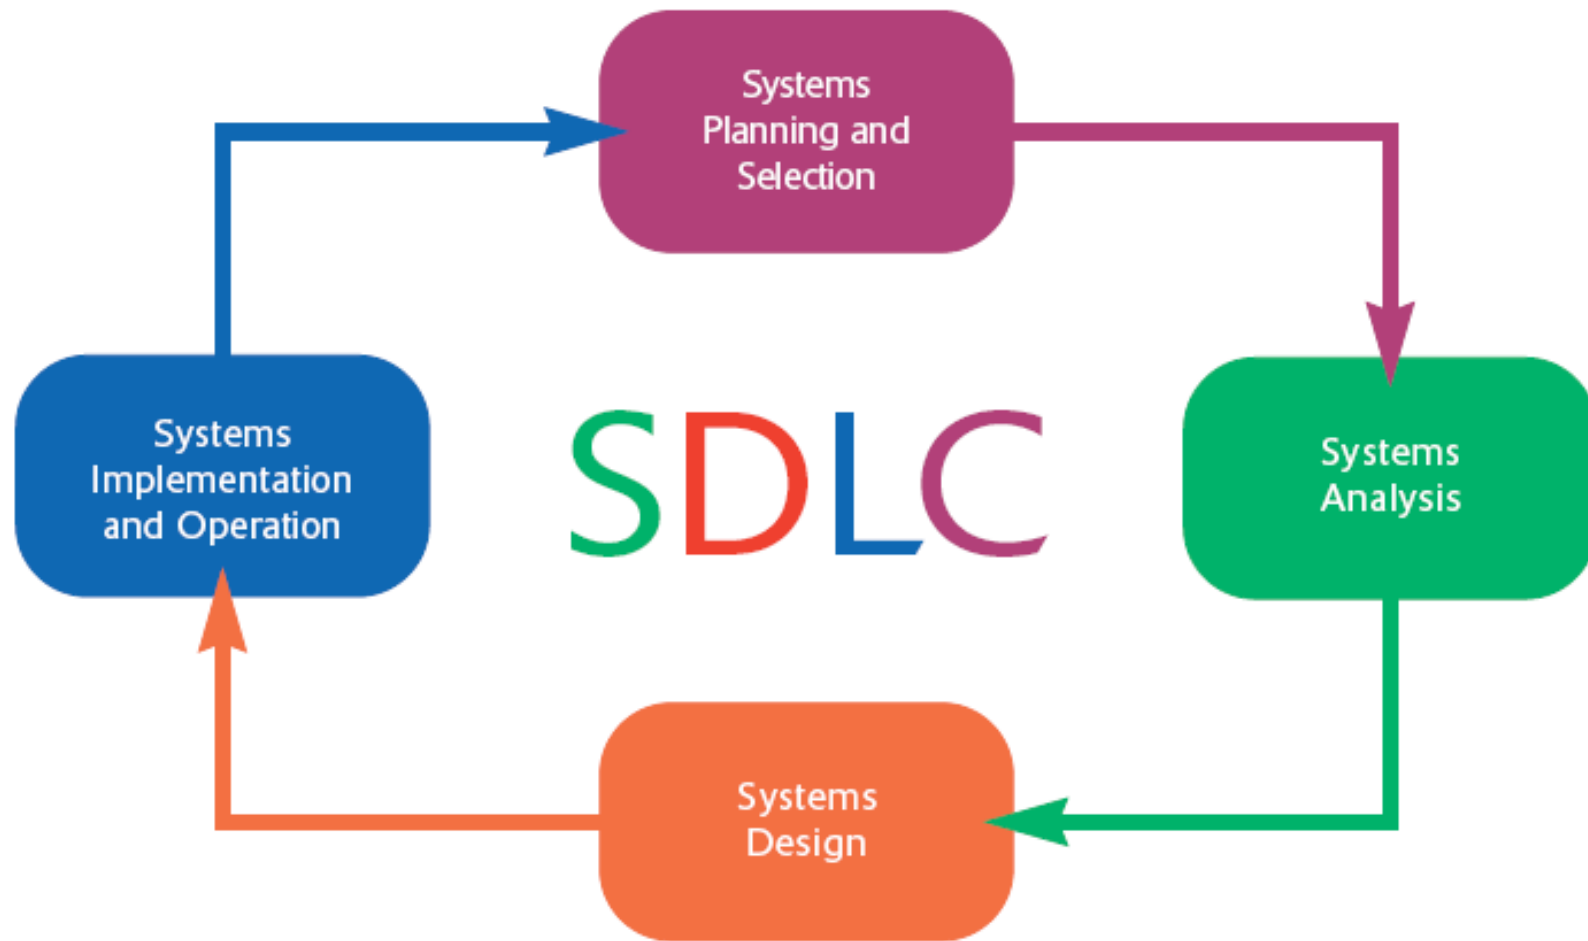 Systems
Planning and
Selection
Systems
Analysis
Systems
Design
Systems
Implementation
and Operation
SDLC